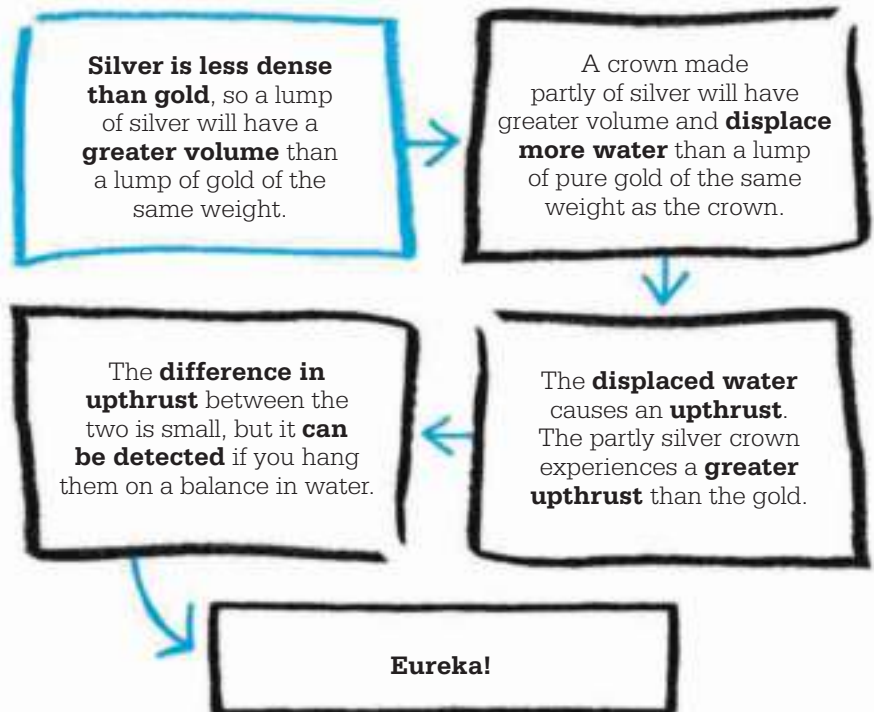 Silver is less dense
than gold, so a lump
of silver will have a
greater volume than
a lump of gold of the
same weight.
A crown made
partly of silver will have
greater volume and displace
more water than a lump
of pure gold of the same
weight as the crown.
The displaced water
causes an upthrust.
The partly silver crown
experiences a greater
upthrust than the gold.
The difference in
upthrust between the
two is small, but it can
be detected if you hang
them on a balance in water.
Eureka!